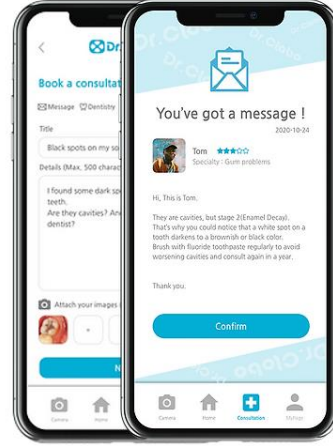 Dr.
Book a consultat
Message Dentistry
Title
Black spots on my so
Details (Max. 500 charac
I found some dark sp
teeth.
Are they cavities? And
dentist?
Attach your images
N
Camera
Home
Dr.Cloba
You've got a message !
2020-10-24
Tom
Specialty : Gum problems
Hi, This is Tom.
They are cavities, but stage 2(Enamel Decay).
That's why you could notice that a white spot on a
tooth darkens to a brownish or black color.
Brush with fluoride toothpaste regularly to avoid
worsening cavities and consult again in a year.
Thank you.
Confirm
Camera
Home
Consultation